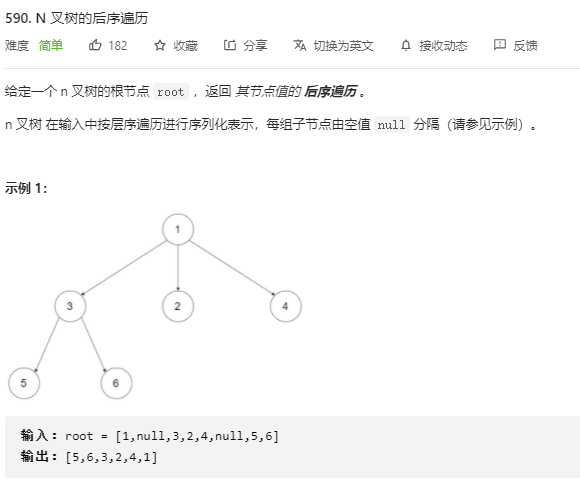 590. N 叉树的后序遍历
难度 简单 182 收藏 分享 切换为英文 接收动态 反馈
给定一个 n 叉树的根节点 root ，返回 其节点值的 后序遍历 。
n 叉树 在输入中按层序遍历进行序列化表示，每组子节点由空值 null 分隔（请参见示例）。
示例 1：
1
3 2 4
5 6
输入：root = [1,null,3,2,4,null,5,6]
输出：[5,6,3,2,4,1]